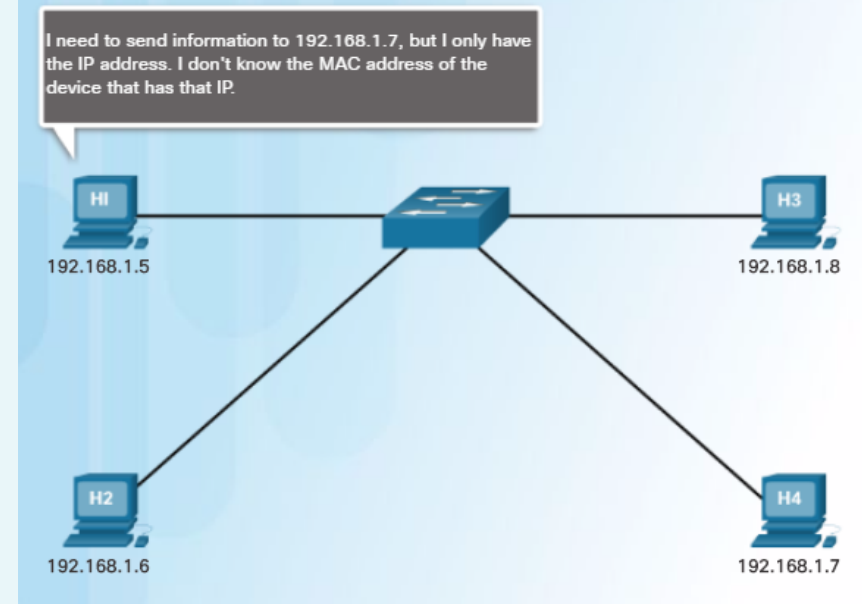 I need to send information to 192.168.1.7, but I only have
the IP address. I don't know the MAC address of the
device that has that IP.
H1
H3
192.168.1.5
192.168.1.8
H2
H4
192.168.1.6
192.168.1.7